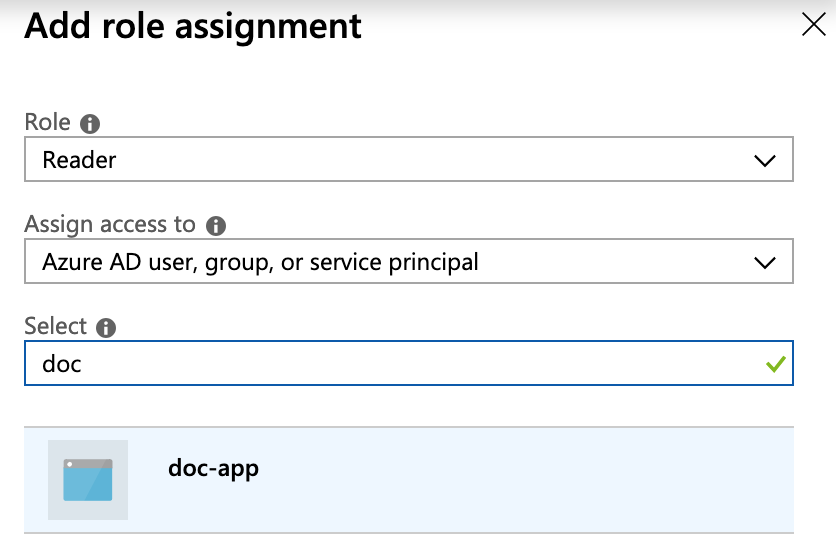 Add role assignment
Role
Reader
Assign access to
Azure AD user, group, or service principal
Select
doc
doc-app